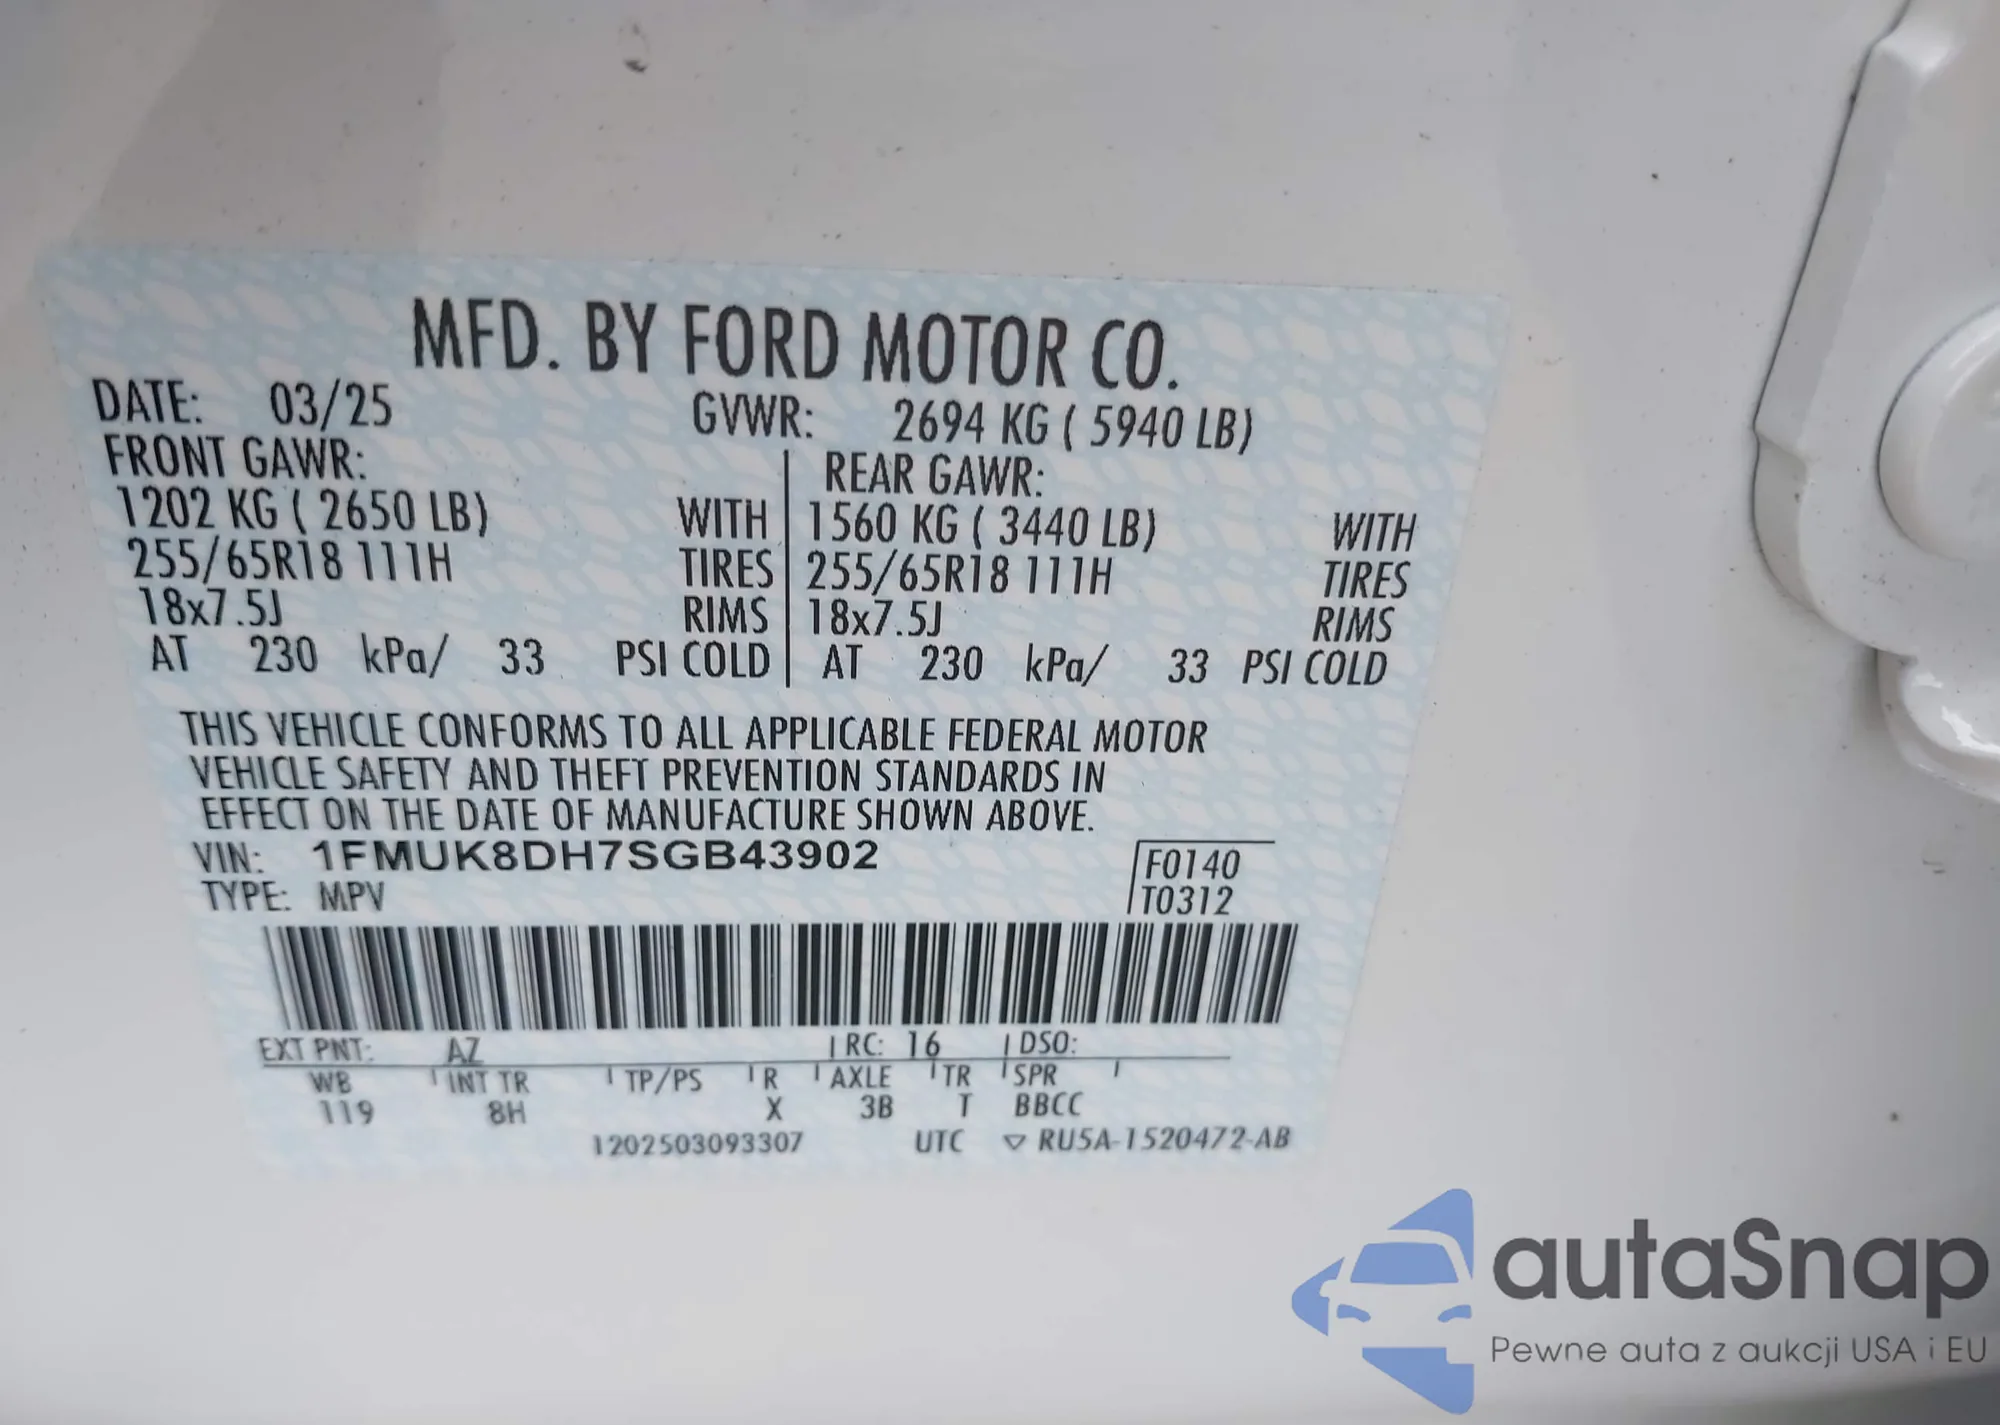 MFD. BY FORD MOTOR CO.
DATE: 03/25 GVWR: 2694 KG ( 5940 LB)
FRONT GAWR: REAR GAWR:
1202 KG ( 2650 LB) WITH 1560 KG ( 3440 LB) WITH
255/65R18 111H TIRES 255/65R18 111H TIRES
18x7.5J RIMS 18x7.5J RIMS
AT 230 kPa/ 33 PSI COLD AT 230 kPa/ 33 PSI COLD
THIS VEHICLE CONFORMS TO ALL APPLICABLE FEDERAL MOTOR
VEHICLE SAFETY AND THEFT PREVENTION STANDARDS IN
EFFECT ON THE DATE OF MANUFACTURE SHOWN ABOVE.
VIN: 1FMUK8DH7SGB43902 F0140
TYPE: MPV T0312
EXT PNT: AZ RC: 16 DSO:
WB INT TR TP/PS R AXLE TR SPR
119 8H X 3B T BBCC
1202503093307 UTC ▽ RU5A-1520472-AB
autaSnap
Pewne auta z aukcji USA i EU